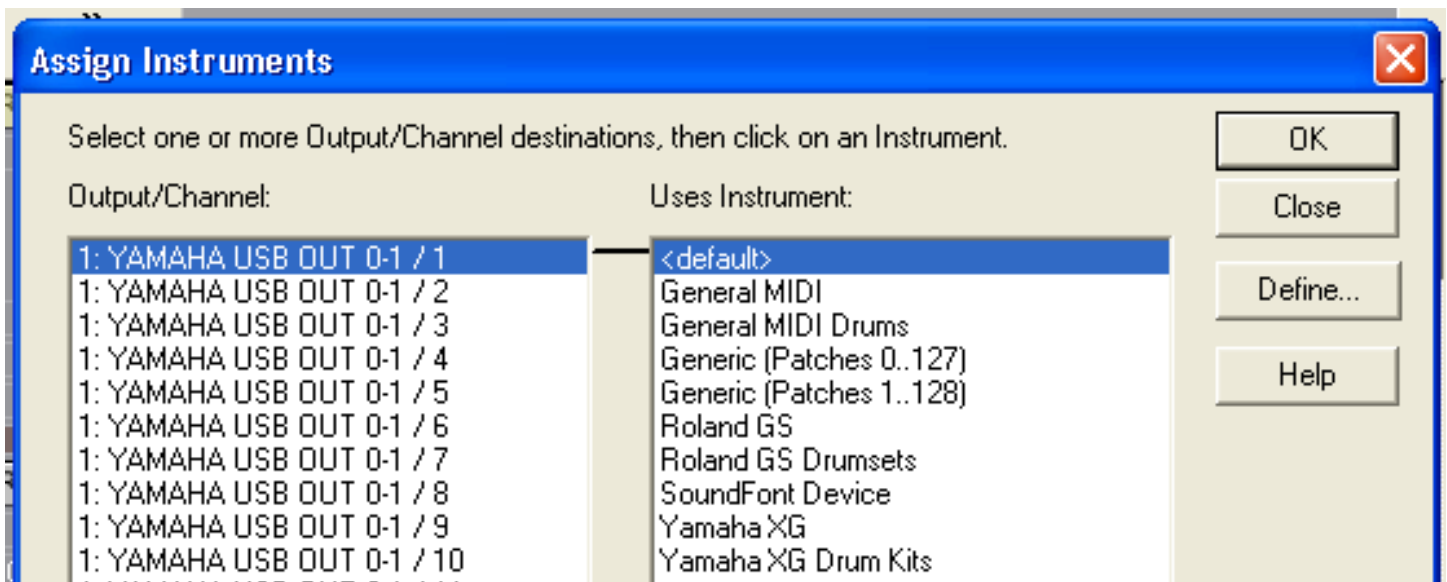 Assign Instruments
Select one or more Output/Channel destinations, then click on an Instrument.
OK
Output/Channel:
Uses Instrument:
Close
1: YAMAHA USB OUT 0-1 / 1
1: YAMAHA USB OUT 0-1 / 2
1: YAMAHA USB OUT 0-1 / 3
1: YAMAHA USB OUT 0-1 / 4
1: YAMAHA USB OUT 0-1 / 5
1: YAMAHA USB OUT 0-1 / 6
1: YAMAHA USB OUT 0-1 / 7
1: YAMAHA USB OUT 0-1 / 8
1: YAMAHA USB OUT 0-1 / 9
1: YAMAHA USB OUT 0-1 / 10
<default>
General MIDI
General MIDI Drums
Generic (Patches 0..127)
Generic (Patches 1..128)
Roland GS
Roland GS Drumsets
SoundFont Device
Yamaha XG
Yamaha XG Drum Kits
Define...
Help